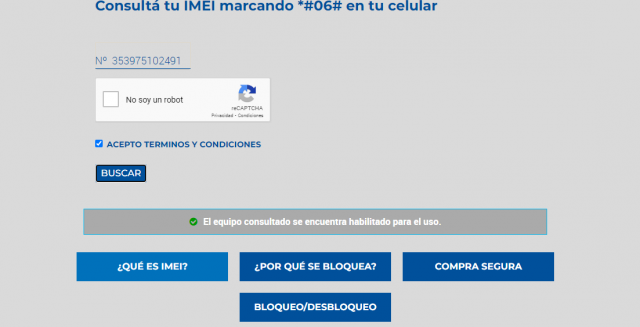 Consultá tu IMEI marcando *#06# en tu celular
Nº 353975102491
No soy un robot
reCAPTCHA
Privacidad - Condiciones
ACEPTO TERMINOS Y CONDICIONES
BUSCAR
El equipo consultado se encuentra habilitado para el uso.
¿QUÉ ES IMEI?
¿POR QUÉ SE BLOQUEA?
COMPRA SEGURA
BLOQUEO/DESBLOQUEO